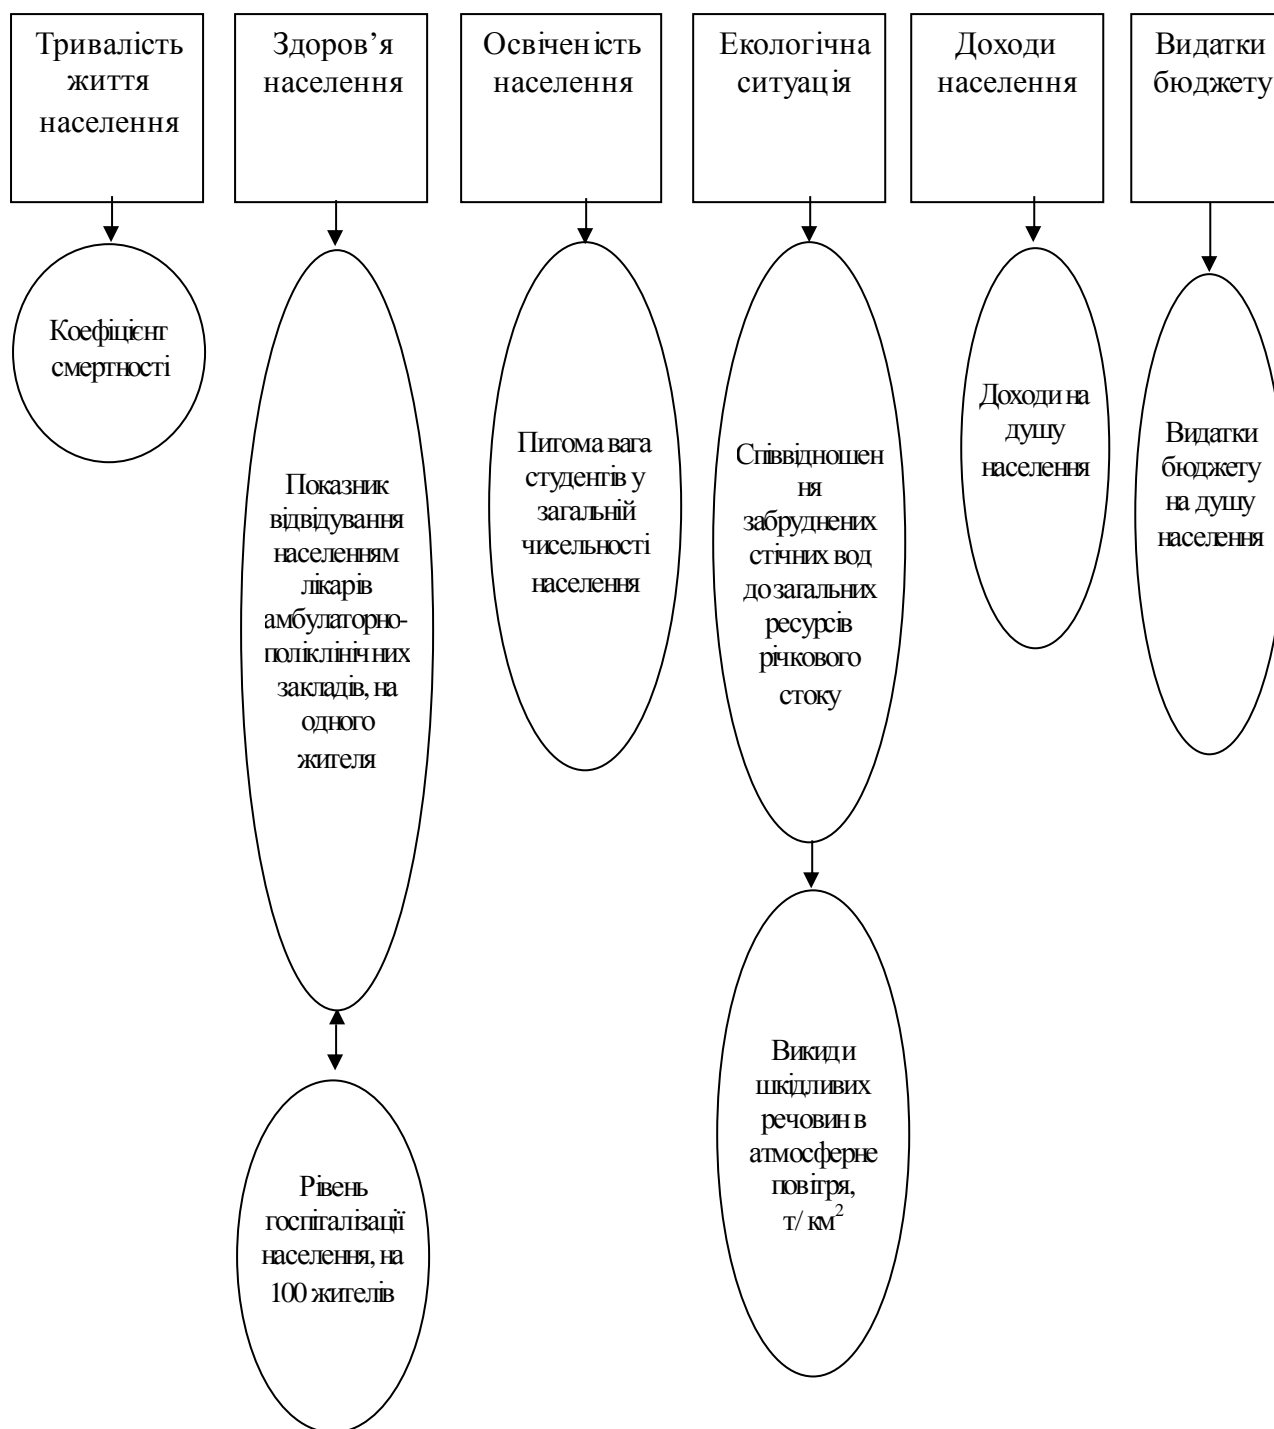 Тривалість
життя
населення
Здоров’я
населення
Освіченість
населення
Екологічна
ситуація
Доходи
населення
Видатки
бюджету
Коефіцієнт
смертності
Показник
відвідування
населенням
лікарів
амбулаторно-
поліклінічних
закладів, на
одного
жителя
Питома вага
студентів у
загальній
чисельності
населення
Співвідношен
ня
забруднених
стічних вод
до загальних
ресурсів
річкового
стоку
Доходи на
душу
населення
Видатки
бюджету
на душу
населення
Рівень
госпіталізації
населення, на
100 жителів
Викиди
шкідливих
речовин в
атмосферне
повітря,
т/ км²